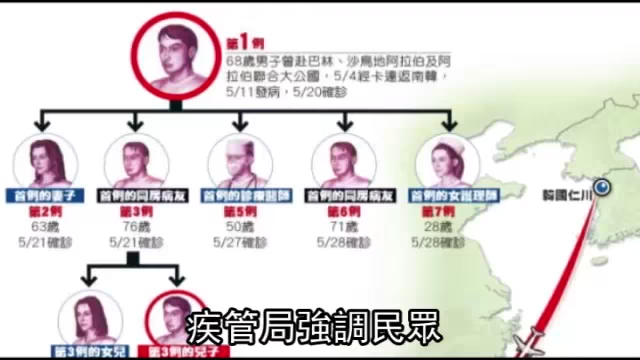 第1例
68歲男子曾赴巴林、沙烏地阿拉伯及阿
拉伯聯合大公國，5/4經卡達返南韓，
5/11發病，5/20確診
首例的妻子
第2例
63歲
5/21確診
首例的同房病友
第3例
76歲
5/21確診
首例的診療醫師
第5例
50歲
5/27確診
首例的同房病友
第6例
71歲
5/28確診
首例的女護理師
第7例
28歲
5/28確診
韓國仁川
第3例的女兒
第3例的兒子
疾管局強調民眾